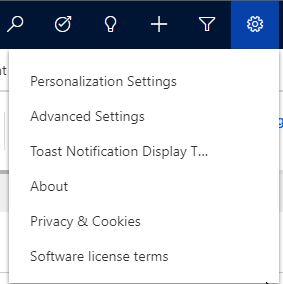 Personalization Settings
Advanced Settings
Toast Notification Display T...
About
Privacy & Cookies
Software license terms